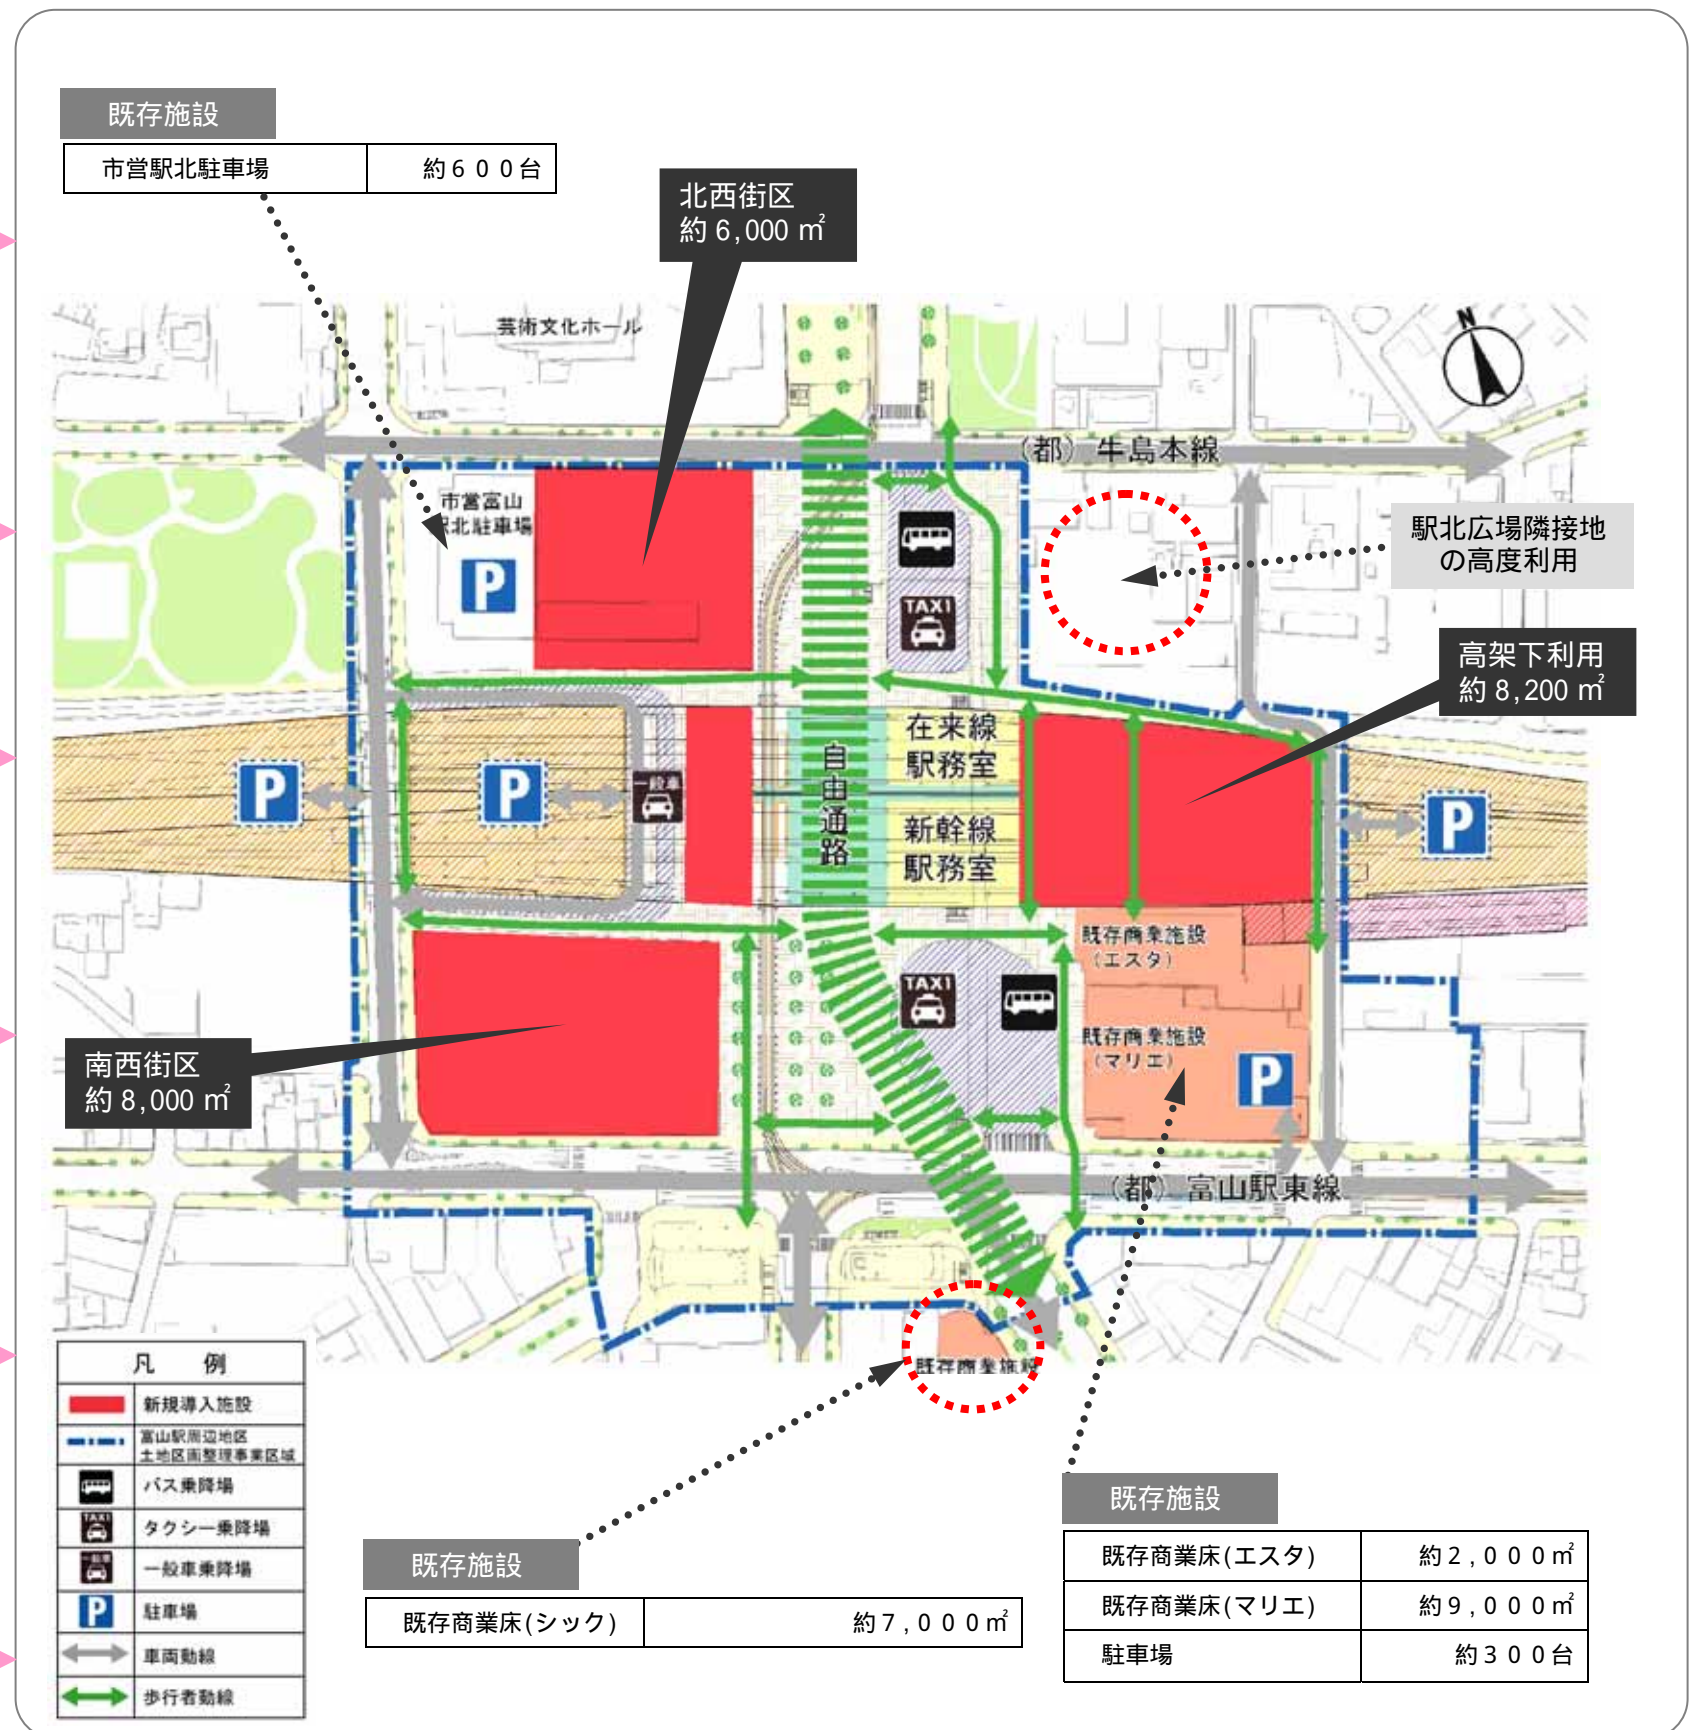 既存施設
市営駅北駐車場 約600台
北西街区
約 6,000 ㎡
芸術文化ホール
N
(都) 牛島本線
市営富山
駅北駐車場
P
TAXI
駅北広場隣接地
の高度利用
高架下利用
約 8,200 ㎡
在来線
駅務室
自由通路
新幹線
駅務室
P
P
一般車
P
既存商業施設
(エスタ)
TAXI
既存商業施設
(マリエ)
P
南西街区
約 8,000 ㎡
(都) 富山駅東線
既存商業施設
凡 例
新規導入施設
富山駅周辺地区
土地区画整理事業区域
バス乗降場
TAXI
タクシー乗降場
一般車
一般車乗降場
P
駐車場
車両動線
歩行者動線
既存施設
既存商業床(シック) 約7,000㎡
既存施設
既存商業床(エスタ) 約2,000㎡
既存商業床(マリエ) 約9,000㎡
駐車場 約300台